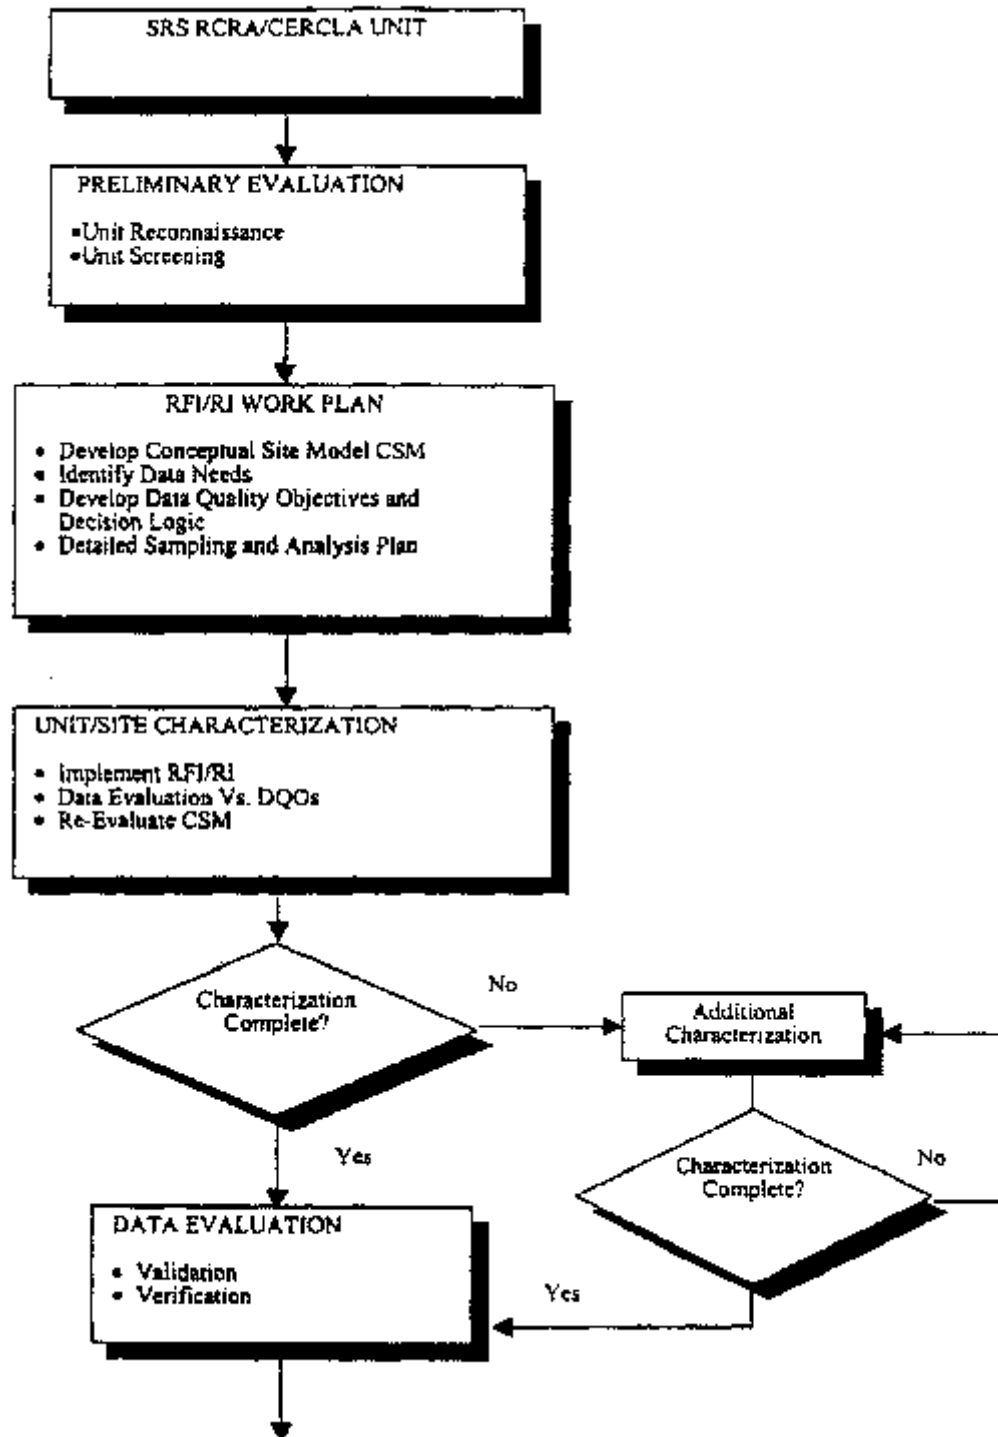 SRS RCRA/CERCLA UNIT
PRELIMINARY EVALUATION
•Unit Reconnaissance
•Unit Screening
RFI/RI WORK PLAN
• Develop Conceptual Site Model CSM
• Identify Data Needs
• Develop Data Quality Objectives and
Decision Logic
• Detailed Sampling and Analysis Plan
UNIT/SITE CHARACTERIZATION
• Implement RFI/RI
• Data Evaluation Vs. DQOs
• Re-Evaluate CSM
Characterization
Complete?
No
Additional
Characterization
Yes
Characterization
Complete?
No
DATA EVALUATION
• Validation
• Verification
Yes